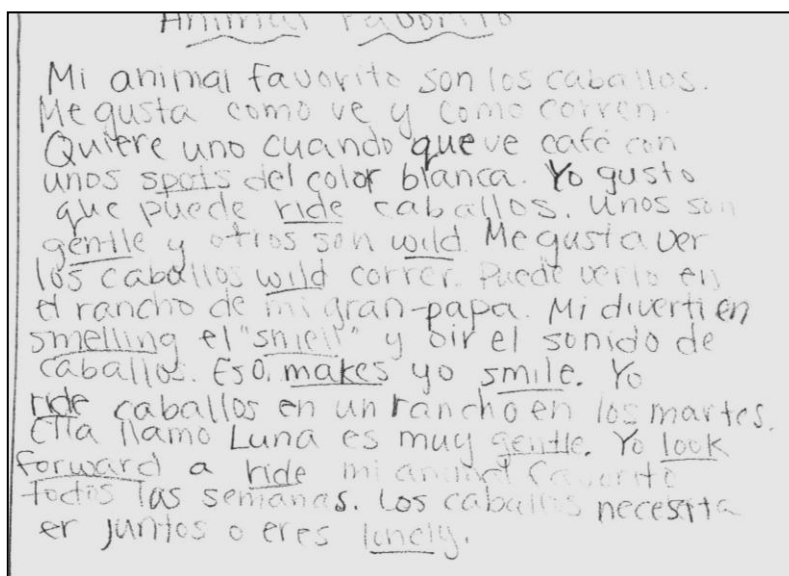 Animal Favorito
Mi animal favorito son los caballos.
Me gusta como ve y como corren.
Quiere uno cuando que ve café con
unos spots del color blanca. Yo gusto
que puede ride caballos. Unos son
gentle y otros son wild. Me gusta ver
los caballos wild correr. Puede verlo en
el rancho de mi gran-papa. Mi diverti en
smelling el "smell" y oir el sonido de
caballos. Eso, makes yo smile. Yo
ride caballos en un rancho en los martes.
Ella llamo Luna es muy gentle. Yo look
forward a ride mi animal favorito
todos las semanas. Los caballos necesita
er juntos o eres lonely.